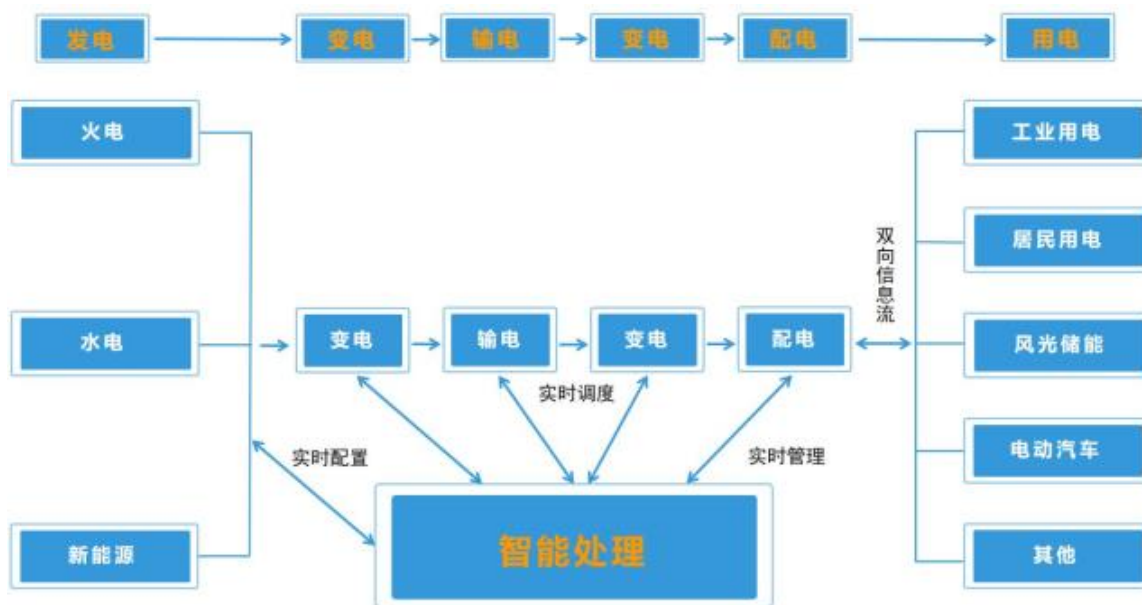 发电
变电
输电
变电
配电
用电
火电
工业用电
双向信息流
居民用电
水电
变电
输电
变电
配电
风光储能
实时调度
实时配置
实时管理
电动汽车
新能源
智能处理
其他